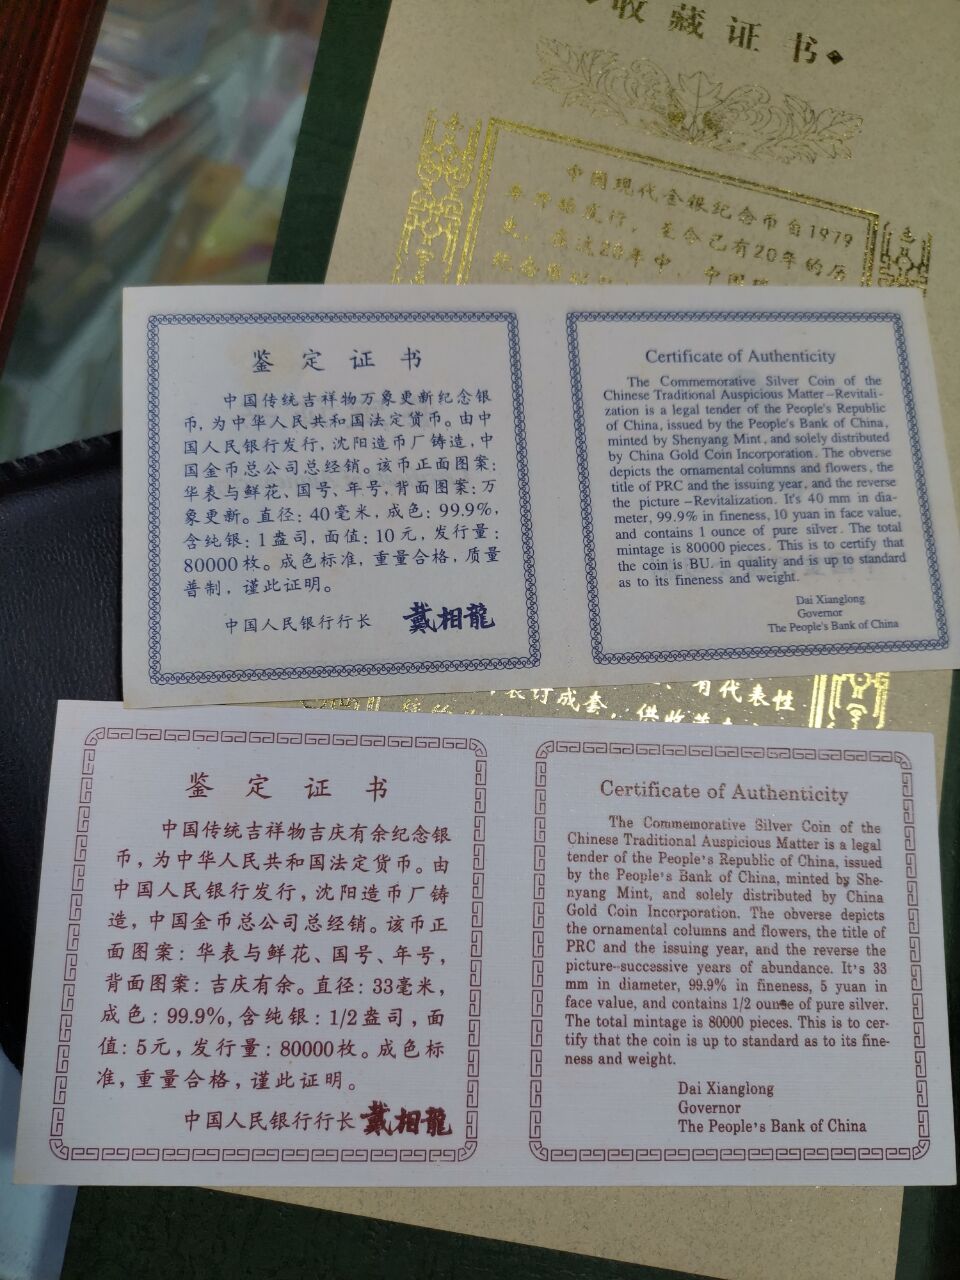 收藏证书
中国现代金银纪念币自1979
年开始发行，至今已有20年的历
史，在这20年中，中国
纪念
鉴定证书
中国传统吉祥物万象更新纪念银
币，为中华人民共和国法定货币。由中
国人民银行发行，沈阳造币厂铸造，中
国金币总公司总经销。该币正面图案：
华表与鲜花、国号、年号，背面图案：万
象更新。直径：40毫米，成色：99.9%，
含纯银：1盎司，面值：10元，发行量：
80000枚。成色标准，重量合格，质量
普制，谨此证明。
中国人民银行行长 戴相龍
Certificate of Authenticity
The Commemorative Silver Coin of the
Chinese Traditional Auspicious Matter—Revitali-
zation is a legal tender of the People's Republic
of China, issued by the People's Bank of China,
minted by Shenyang Mint, and solely distributed
by China Gold Coin Incorporation. The obverse
depicts the ornamental columns and flowers, the
title of PRC and the issuing year, and the reverse
the picture —Revitalization. It's 40 mm in dia-
meter, 99.9% in fineness, 10 yuan in face value,
and contains 1 ounce of pure silver. The total
mintage is 80000 pieces. This is to certify that
the coin is BU. in quality and is up to standard
as to its fineness and weight.
Dai Xianglong
Governor
The People's Bank of China
装订成套，供收藏
有代表性
鉴定证书
中国传统吉祥物吉庆有余纪念银
币，为中华人民共和国法定货币。由
中国人民银行发行，沈阳造币厂铸
造，中国金币总公司总经销。该币正
面图案：华表与鲜花、国号、年号，
背面图案：吉庆有余。直径：33毫米，
成色：99.9%，含纯银：1/2盎司，面
值：5元，发行量：80000枚。成色标
准，重量合格，谨此证明。
中国人民银行行长 戴相龍
Certificate of Authenticity
The Commemorative Silver Coin of the
Chinese Traditional Auspicious Matter is a legal
tender of the People's Republic of China, issued
by the People's Bank of China, minted by She-
nyang Mint, and solely distributed by China
Gold Coin Incorporation. The obverse depicts
the ornamental columns and flowers, the title of
PRC and the issuing year, and the reverse the
picture--successive years of abundance. It's 33
mm in diameter, 99.9% in fineness, 5 yuan in
face value, and contains 1/2 ounse of pure silver.
The total mintage is 80000 pieces. This is to cer-
tify that the coin is up to standard as to its fine-
ness and weight.
Dai Xianglong
Governor
The People's Bank of China